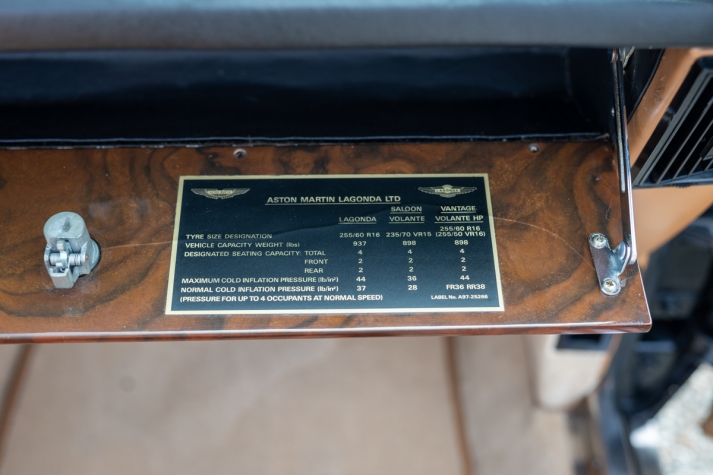 ASTON MARTIN LAGONDA LTD
SALOON VANTAGE
LAGONDA VOLANTE VOLANTE HP
255/60 R16
TYRE SIZE DESIGNATION 255/60 R16 235/70 VR15 (255/50 VR16)
VEHICLE CAPACITY WEIGHT (lbs) 937 898 898
DESIGNATED SEATING CAPACITY: TOTAL 4 4 4
FRONT 2 2 2
REAR 2 2 2
MAXIMUM COLD INFLATION PRESSURE (lb/in²) 44 36 44
NORMAL COLD INFLATION PRESSURE (lb/in²) 37 28 FR36 RR38
(PRESSURE FOR UP TO 4 OCCUPANTS AT NORMAL SPEED) LABEL No. A97-25268